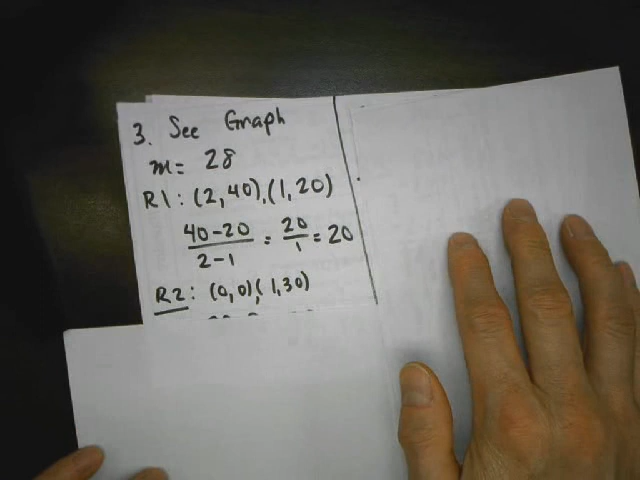 3. See Graph
m = 28
R1: (2,40),(1,20)
40-20/2-1 = 20/1 = 20
R2: (0,0)(1,30)